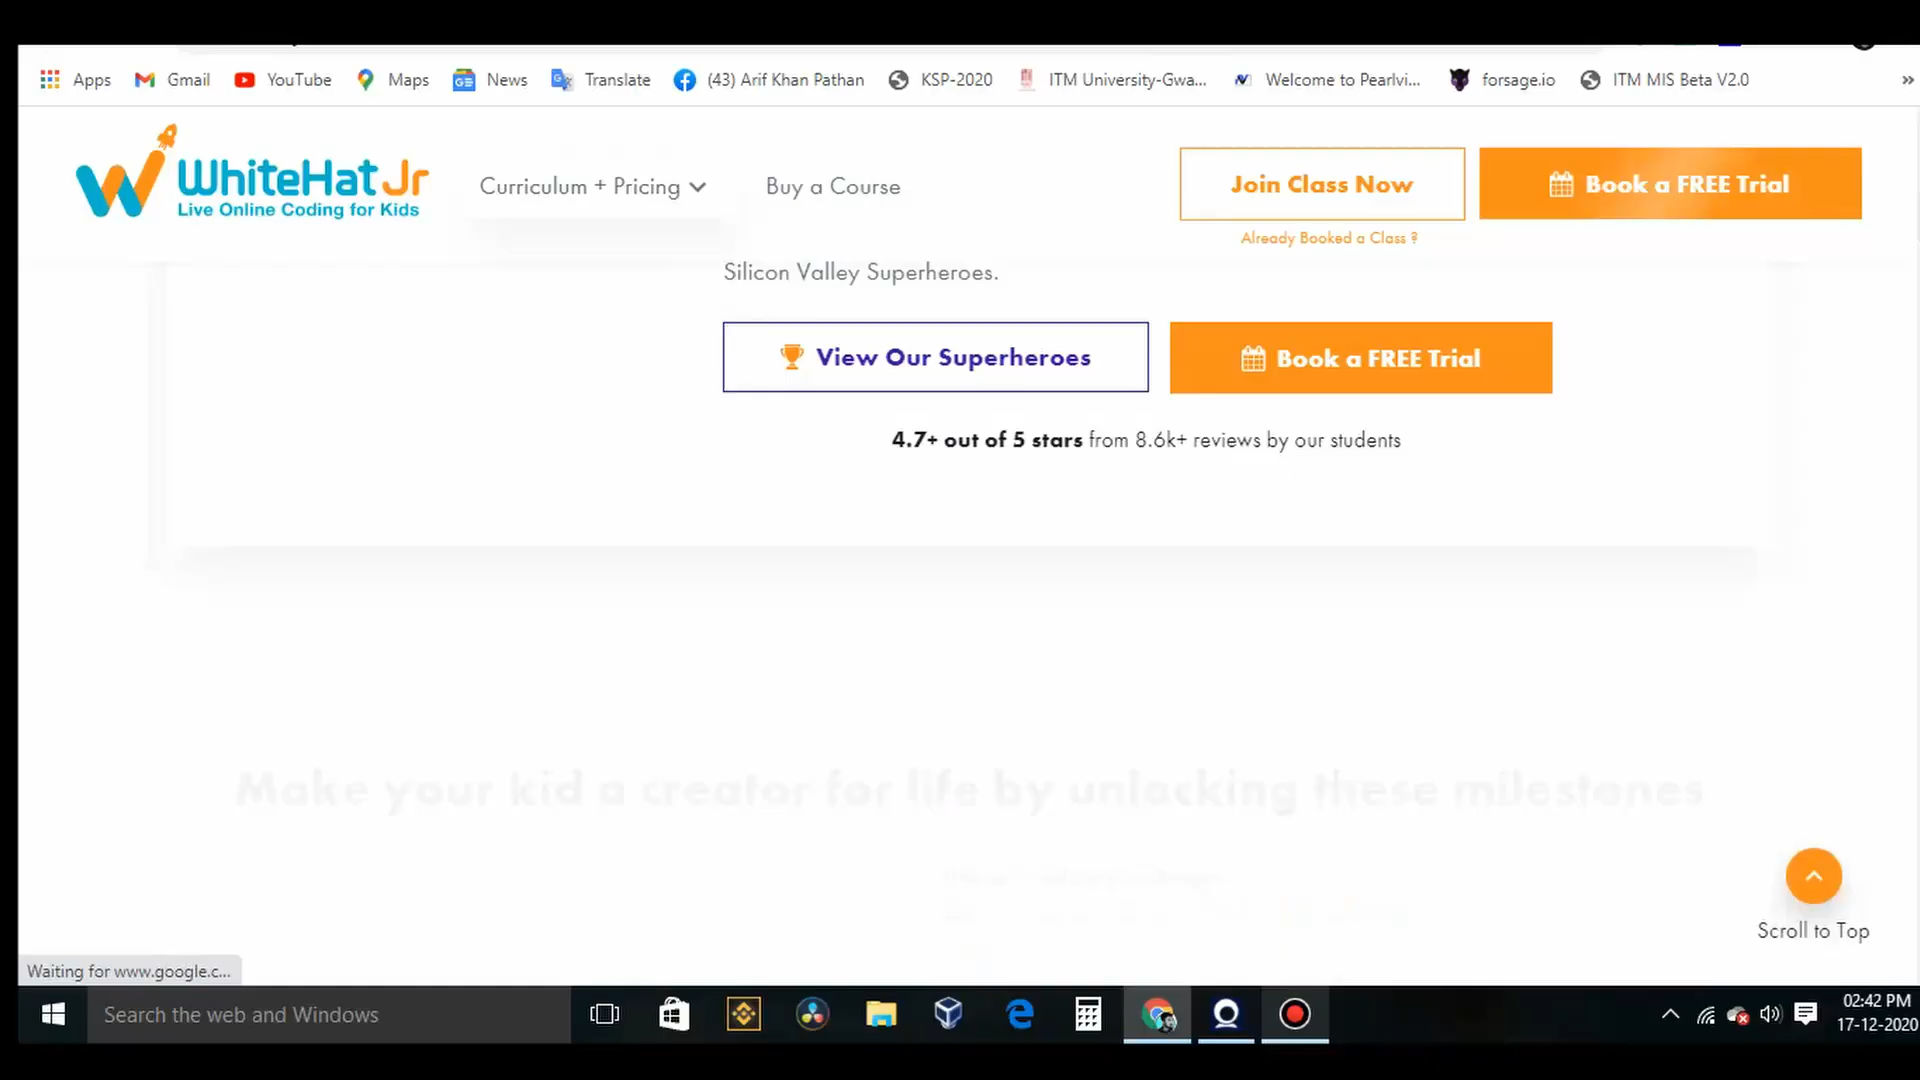 Apps Gmail YouTube Maps News Translate (43) Arif Khan Pathan KSP-2020 ITM University-Gwa... Welcome to Pearlvi... forsage.io ITM MIS Beta V2.0 »
WhiteHat Jr
Live Online Coding for Kids
Curriculum + Pricing
Buy a Course
Join Class Now
Book a FREE Trial
Already Booked a Class ?
Silicon Valley Superheroes.
View Our Superheroes
Book a FREE Trial
4.7+ out of 5 stars from 8.6k+ reviews by our students
Make your kid a creator for life by unlocking these milestones
Scroll to Top
Waiting for www.google.c...
Search the web and Windows
02:42 PM
17-12-2020